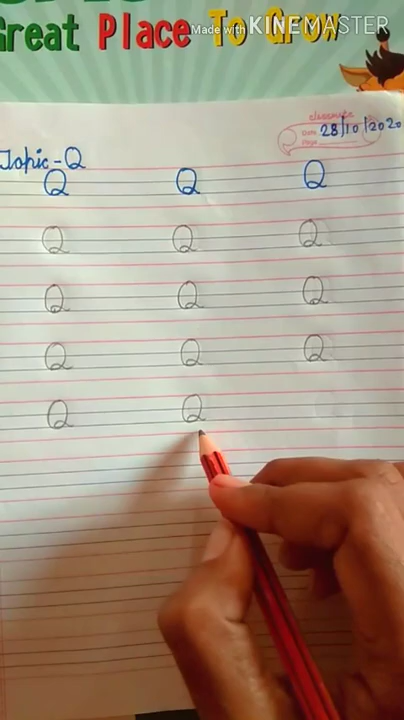 Great Place To Grow
Made with KINEMASTER
classmate
Date 28/10/2020
Page
Topic - Q
Q Q Q
Q Q Q
Q Q Q
Q Q Q
Q Q